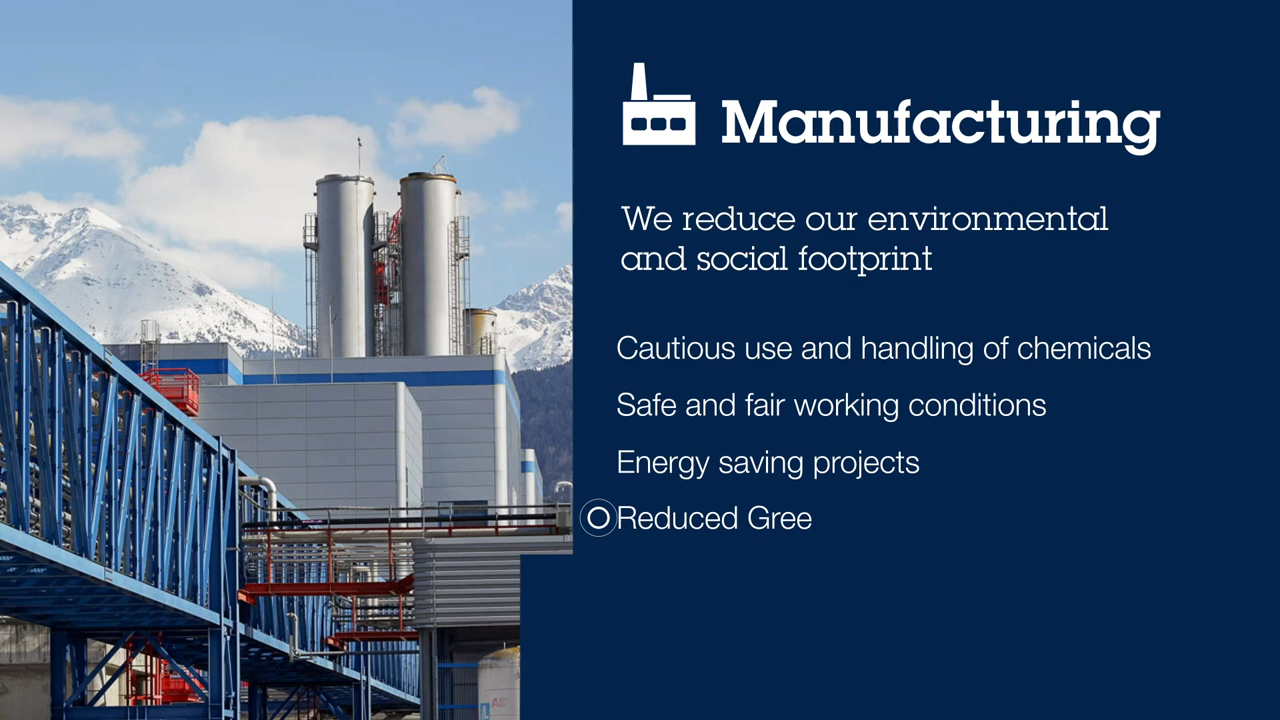 Manufacturing
We reduce our environmental
and social footprint
Cautious use and handling of chemicals
Safe and fair working conditions
Energy saving projects
Reduced Gree